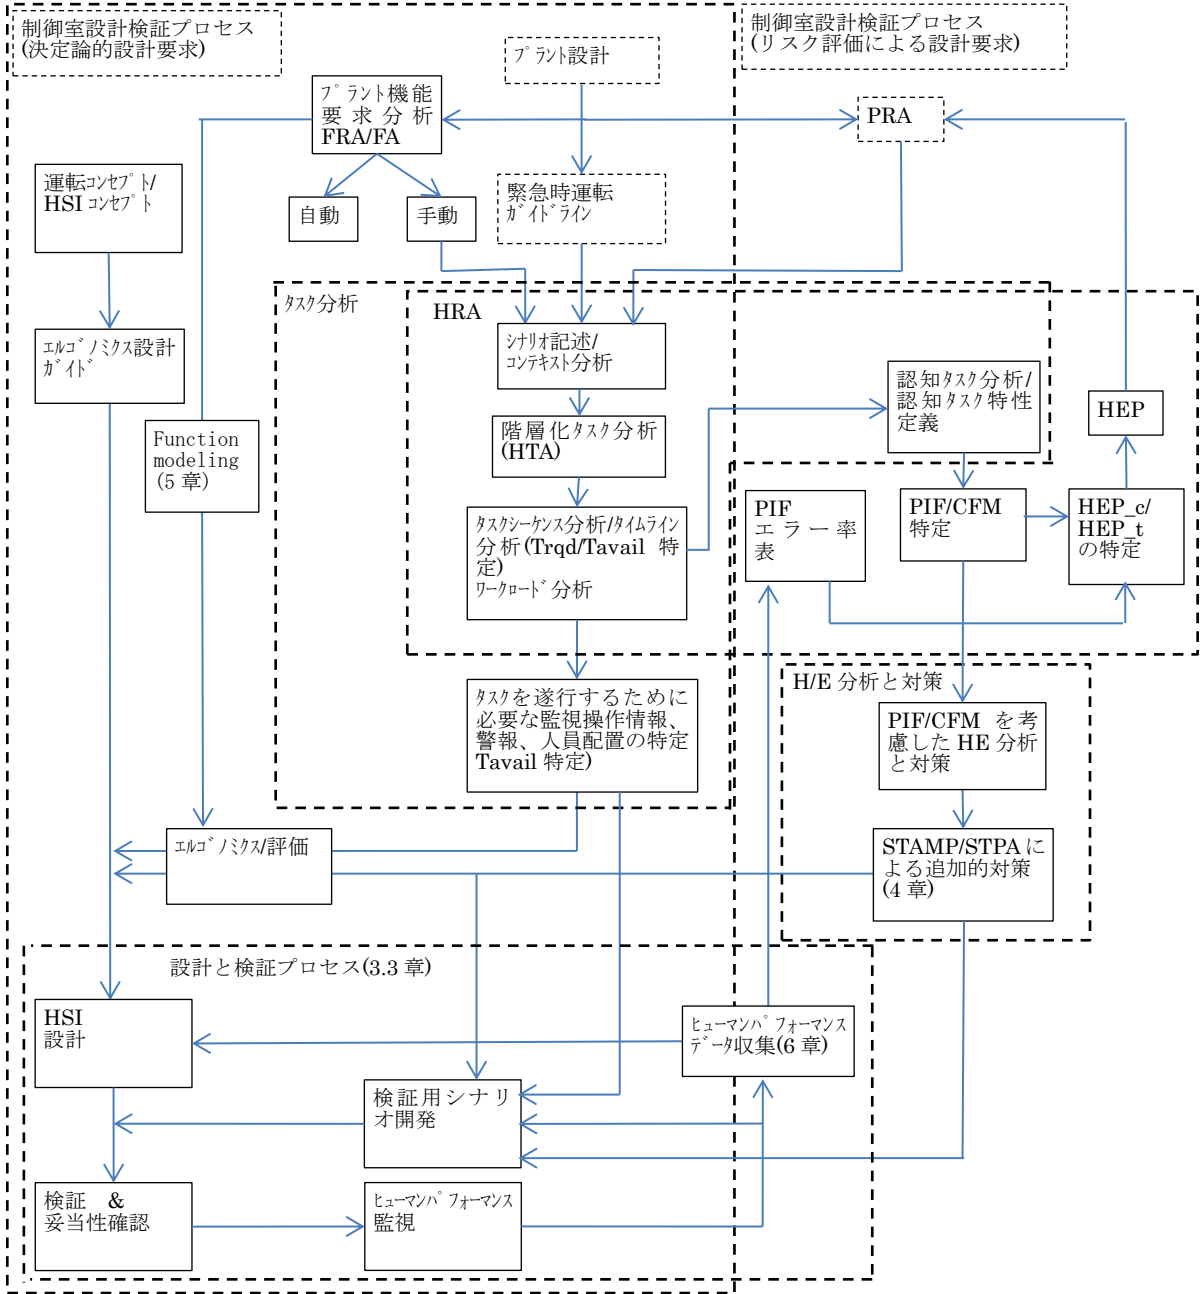 制御室設計検証プロセス
(決定論的設計要求)
制御室設計検証プロセス
(リスク評価による設計要求)
プラント設計
プラント機能
要求分析
FRA/FA
PRA
運転コンセプト/
HSIコンセプト
自動
手動
緊急時運転
ガイドライン
タスク分析
HRA
シナリオ記述/
コンテキスト分析
エルゴノミクス設計
ガイド
認知タスク分析/
認知タスク特性
定義
HEP
階層化タスク分析
(HTA)
Function
modeling
(5 章)
PIF
エラー率
表
PIF/CFM
特定
HEP_c/
HEP_t
の特定
タスクシーケンス分析/タイムライン
分析(Trqd/Tavail 特
定)
ワークロード分析
H/E 分析と対策
タスクを遂行するために
必要な監視操作情報、
警報、人員配置の特定
Tavail 特定)
PIF/CFM を考
慮した HE 分析
と対策
エルゴノミクス/評価
STAMP/STPA に
よる追加的対策
(4 章)
設計と検証プロセス(3.3 章)
HSI
設計
ヒューマンパフォーマンス
データ収集(6 章)
検証用シナリ
オ開発
検証 &
妥当性確認
ヒューマンパフォーマンス
監視